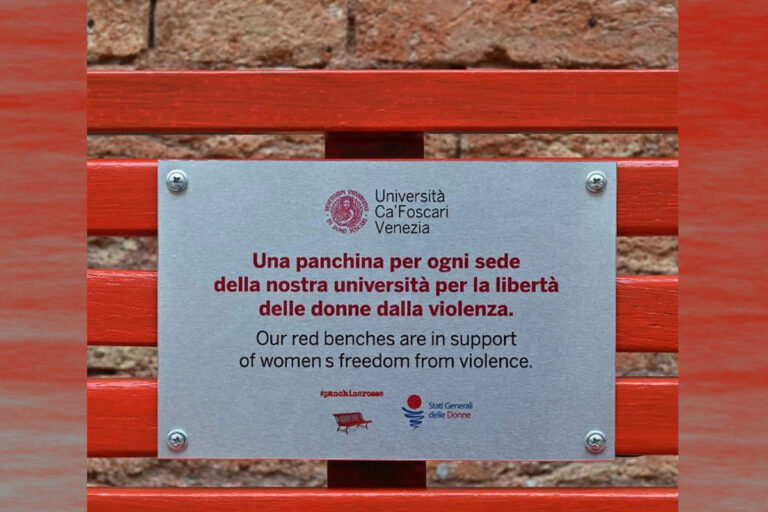 Università
Ca'Foscari
Venezia
Una panchina per ogni sede
della nostra università per la libertà
delle donne dalla violenza.
Our red benches are in support
of women s freedom from violence.
#panchinerosse
Stati Generali
delle Donne